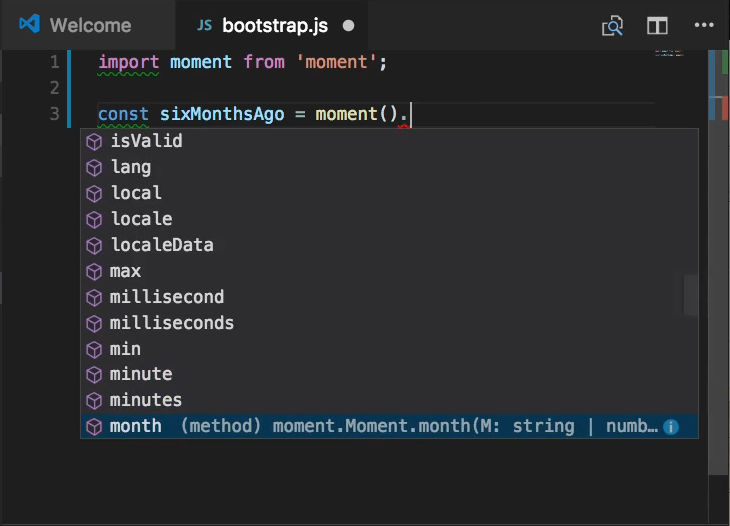 Welcome
JS bootstrap.js
1 import moment from 'moment';
2
3 const sixMonthsAgo = moment().
isValid
lang
local
locale
localeData
max
millisecond
milliseconds
min
minute
minutes
month (method) moment.Moment.month(M: string | numb…